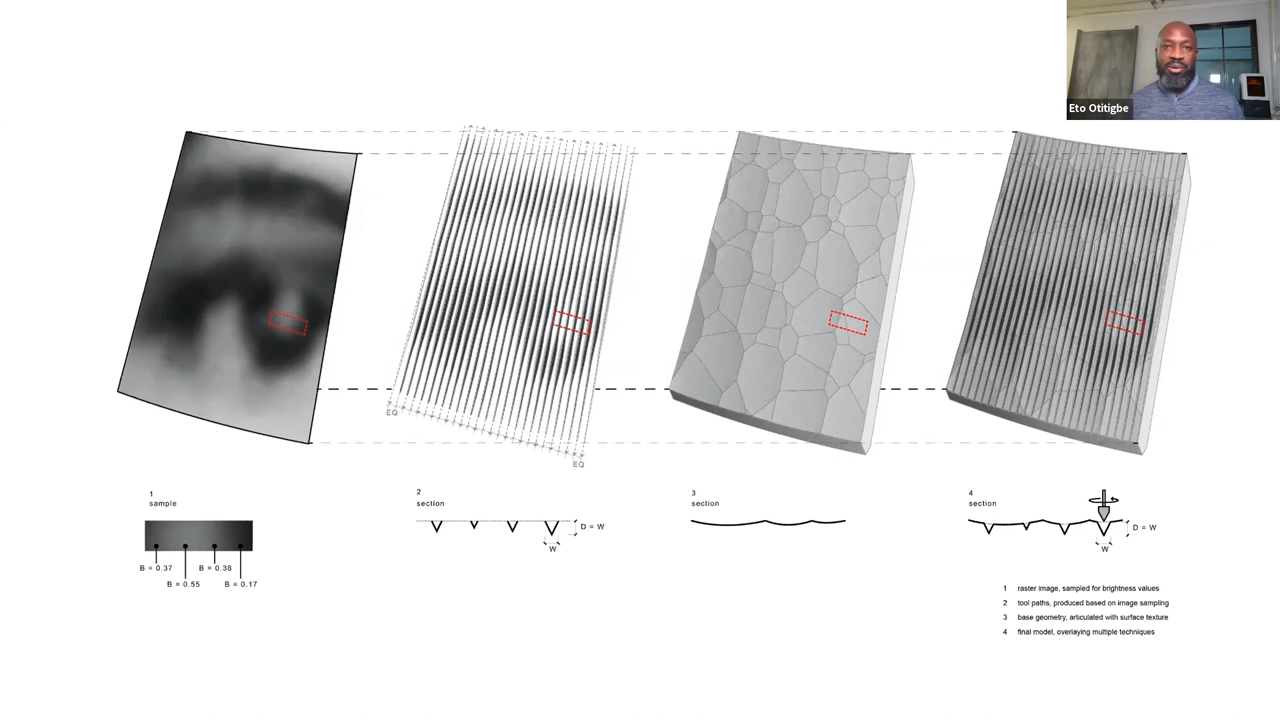 Eto Otitigbe
EQ
EQ
1
sample
B = 0.37
B = 0.38
B = 0.55
B = 0.17
2
section
D = W
W
3
section
4
section
D = W
W
1 raster image, sampled for brightness values
2 tool paths, produced based on image sampling
3 base geometry, articulated with surface texture
4 final model, overlaying multiple techniques